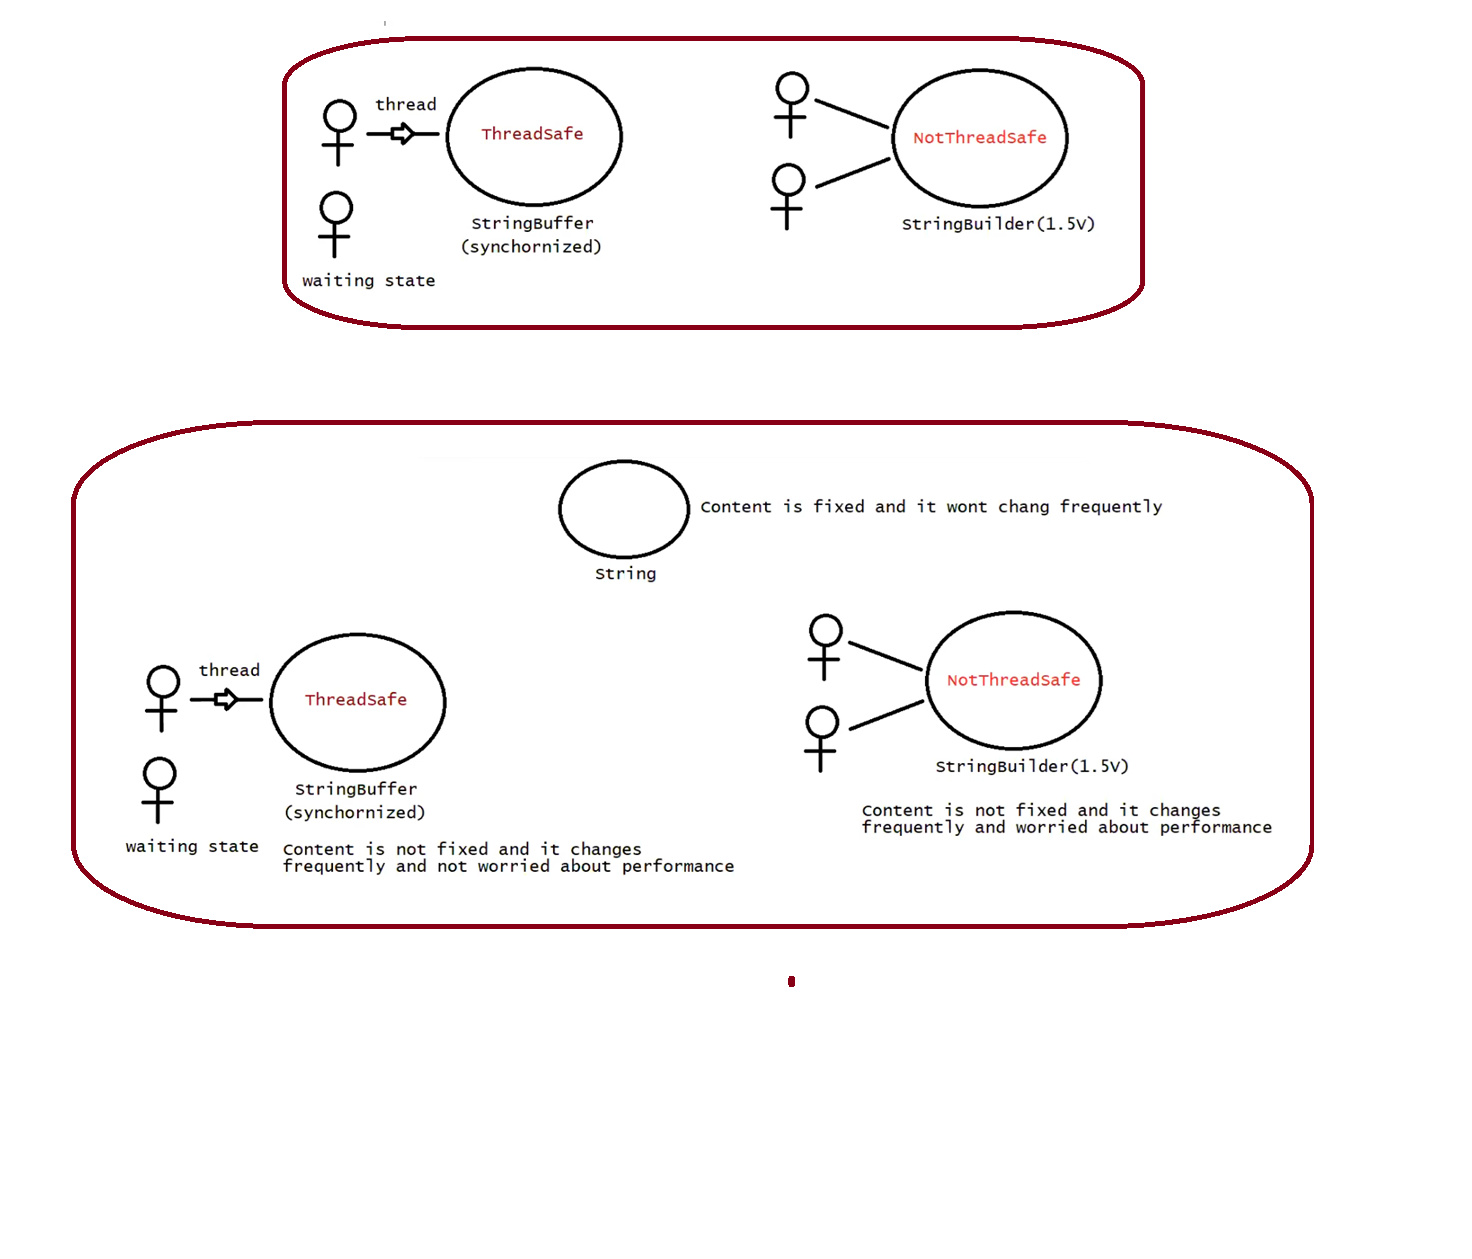 thread
ThreadSafe
NotThreadSafe
StringBuffer
(synchornized)
StringBuilder(1.5V)
waiting state
Content is fixed and it wont chang frequently
String
thread
ThreadSafe
NotThreadSafe
StringBuffer
(synchornized)
StringBuilder(1.5V)
waiting state
Content is not fixed and it changes
frequently and not worried about performance
Content is not fixed and it changes
frequently and worried about performance